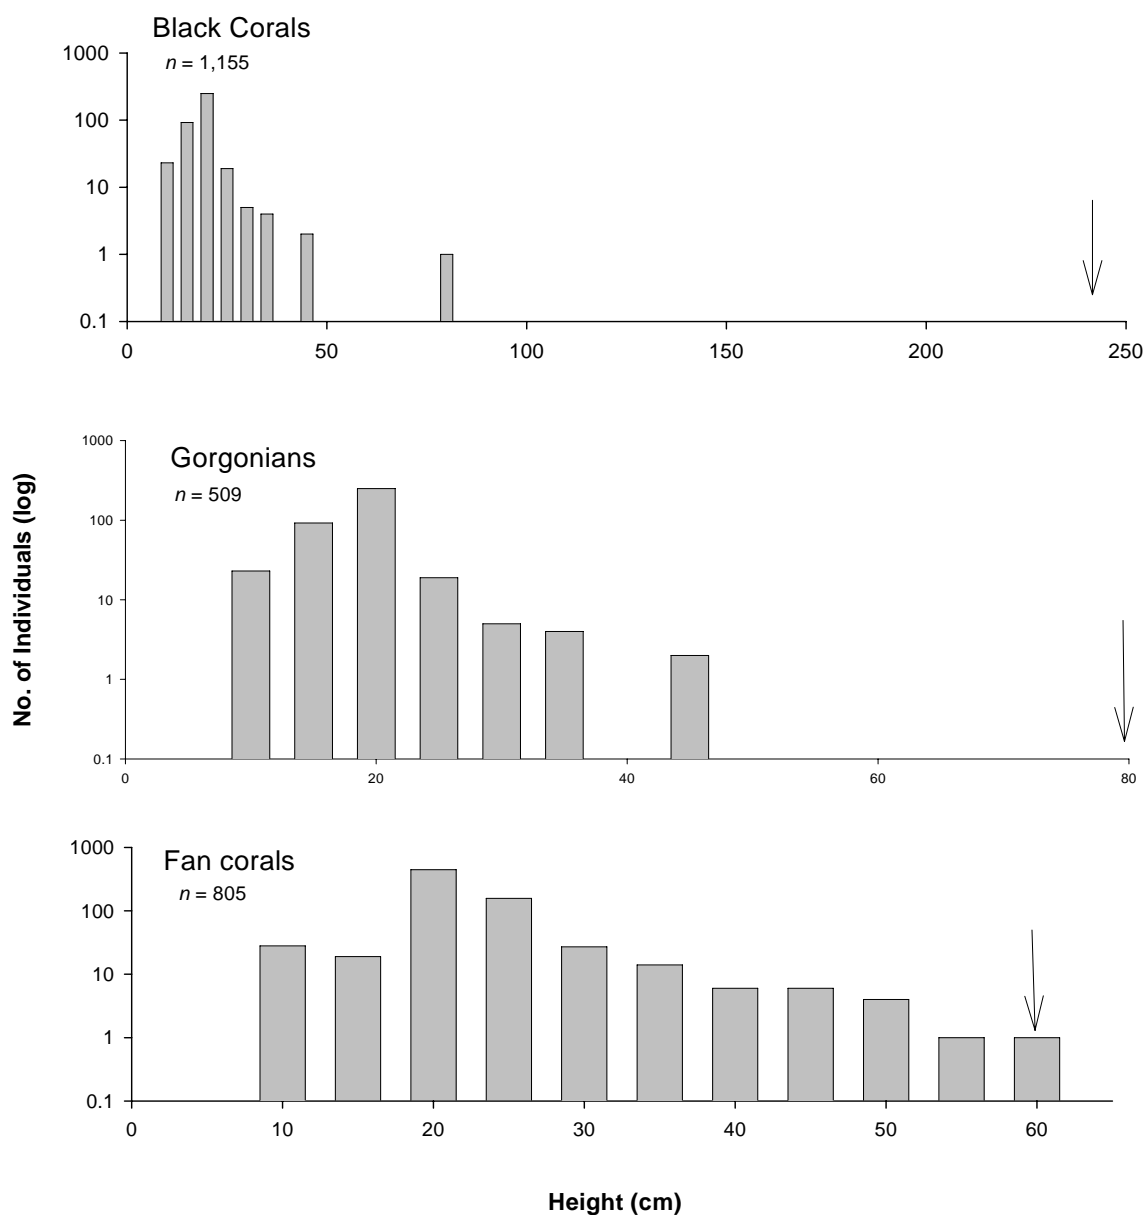 Black Corals
n = 1,155
1000
100
10
1
0.1
0 50 100 150 200 250
No. of Individuals (log)
Gorgonians
n = 509
1000
100
10
1
0.1
0 20 40 60 80
Fan corals
n = 805
1000
100
10
1
0.1
0 10 20 30 40 50 60
Height (cm)